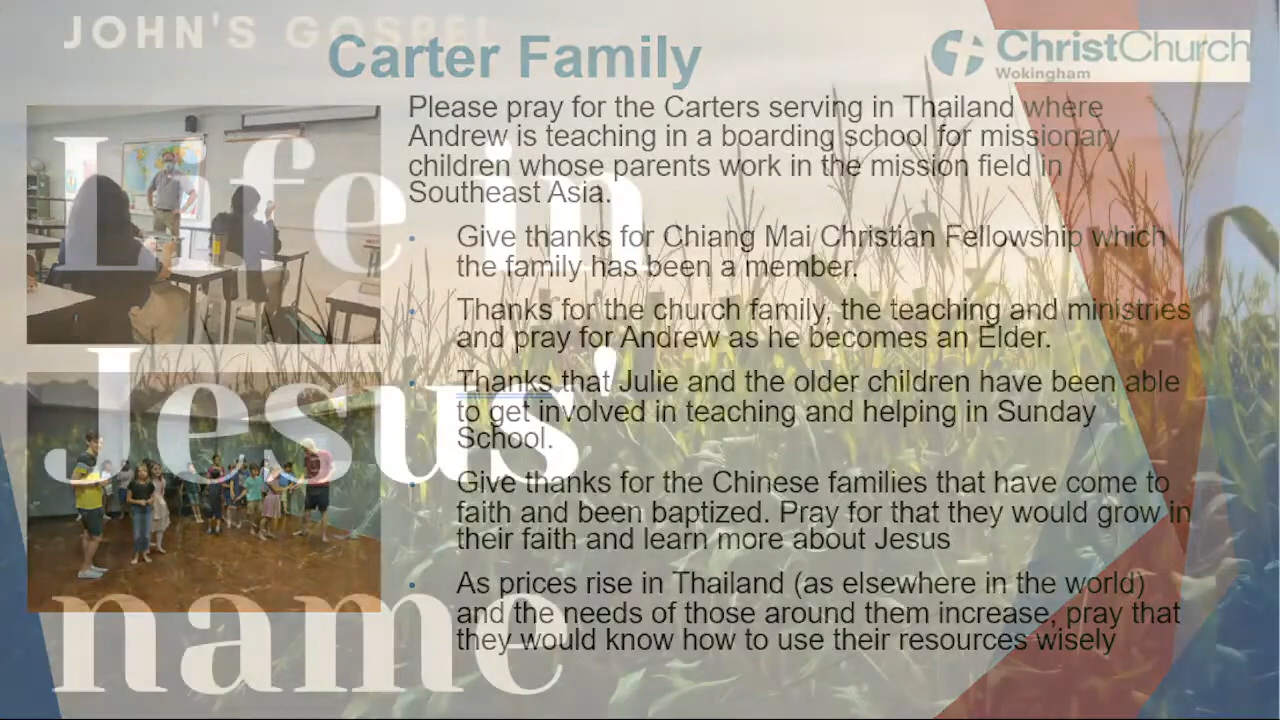 JOHN'S GOSPEL
Life in
Jesus'
name
Carter Family
ChristChurch
Wokingham
Please pray for the Carters serving in Thailand where
Andrew is teaching in a boarding school for missionary
children whose parents work in the mission field in
Southeast Asia.
• Give thanks for Chiang Mai Christian Fellowship which
the family has been a member.
• Thanks for the church family, the teaching and ministries
and pray for Andrew as he becomes an Elder.
• Thanks that Julie and the older children have been able
to get involved in teaching and helping in Sunday
School.
• Give thanks for the Chinese families that have come to
faith and been baptized. Pray for that they would grow in
their faith and learn more about Jesus
• As prices rise in Thailand (as elsewhere in the world)
and the needs of those around them increase, pray that
they would know how to use their resources wisely